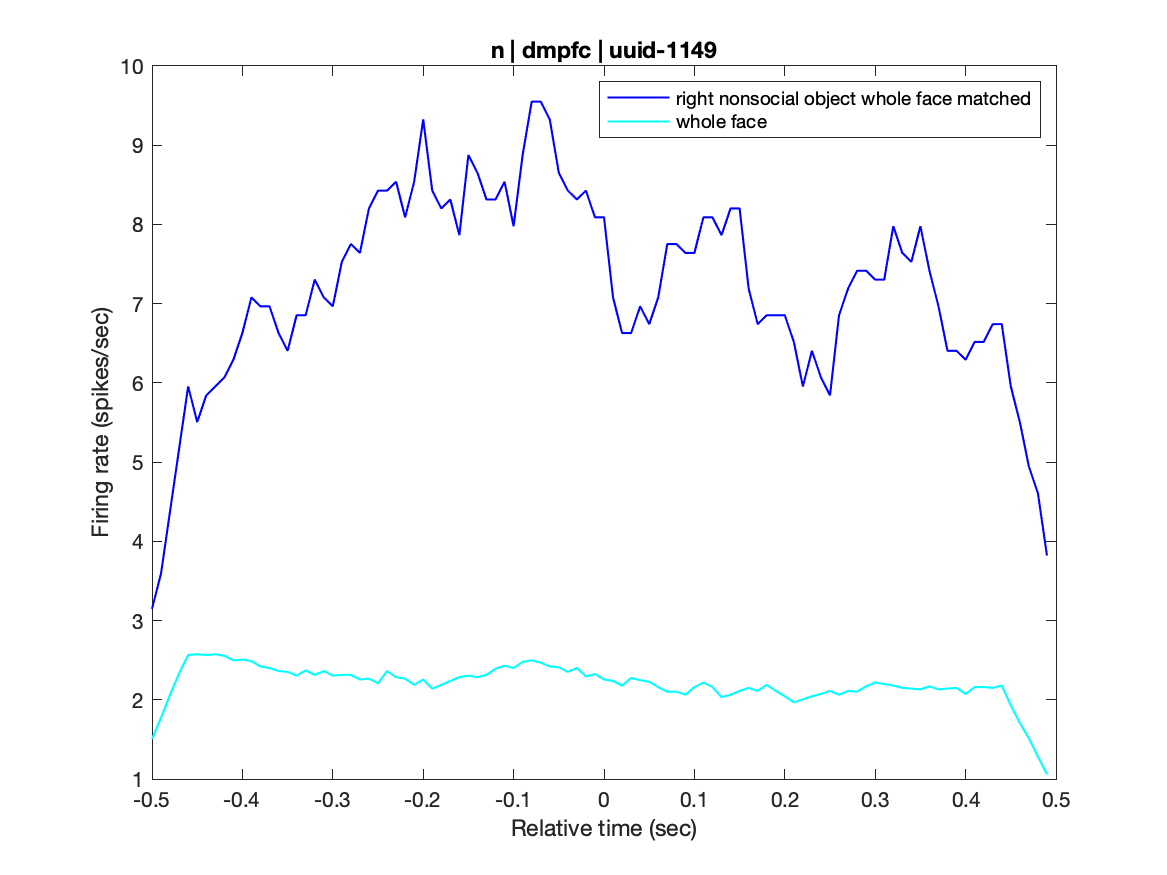 n | dmpfc | uuid-1149
right nonsocial object whole face matched
whole face
10
9
8
7
6
5
4
3
2
1
Firing rate (spikes/sec)
-0.5 -0.4 -0.3 -0.2 -0.1 0 0.1 0.2 0.3 0.4 0.5
Relative time (sec)